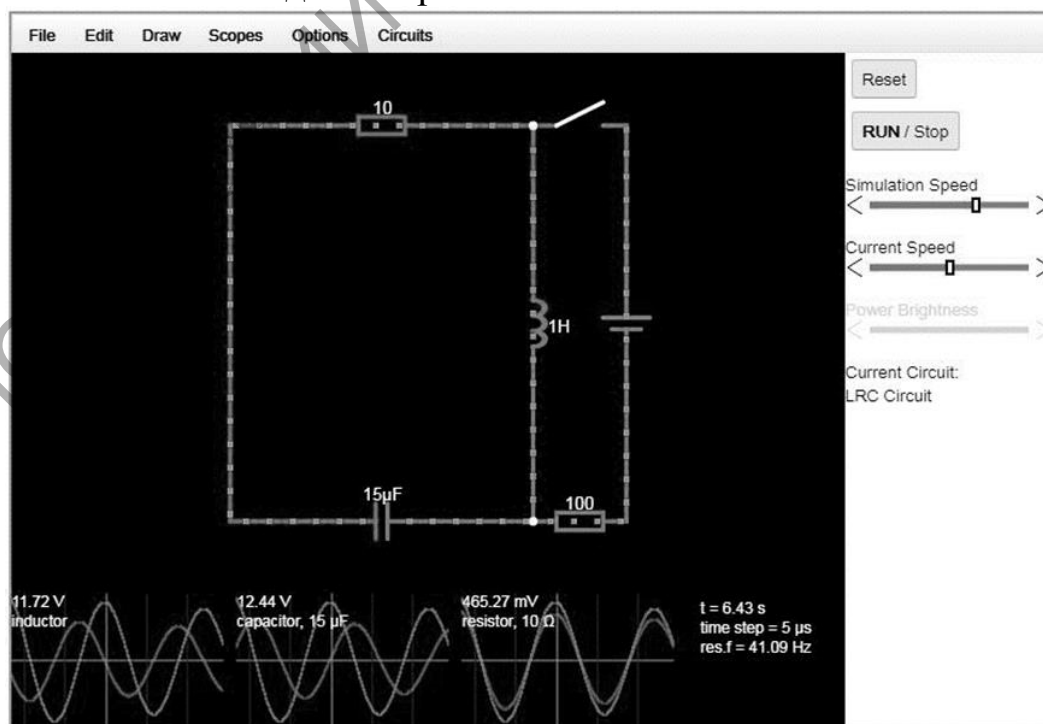 File Edit Draw Scopes Options Circuits
Reset
RUN / Stop
Simulation Speed
Current Speed
Power Brightness
Current Circuit:
LRC Circuit
10
1H
15μF
100
11.72 V
inductor
12.44 V
capacitor, 15 μF
465.27 mV
resistor, 10 Ω
t = 6.43 s
time step = 5 μs
res.f = 41.09 Hz